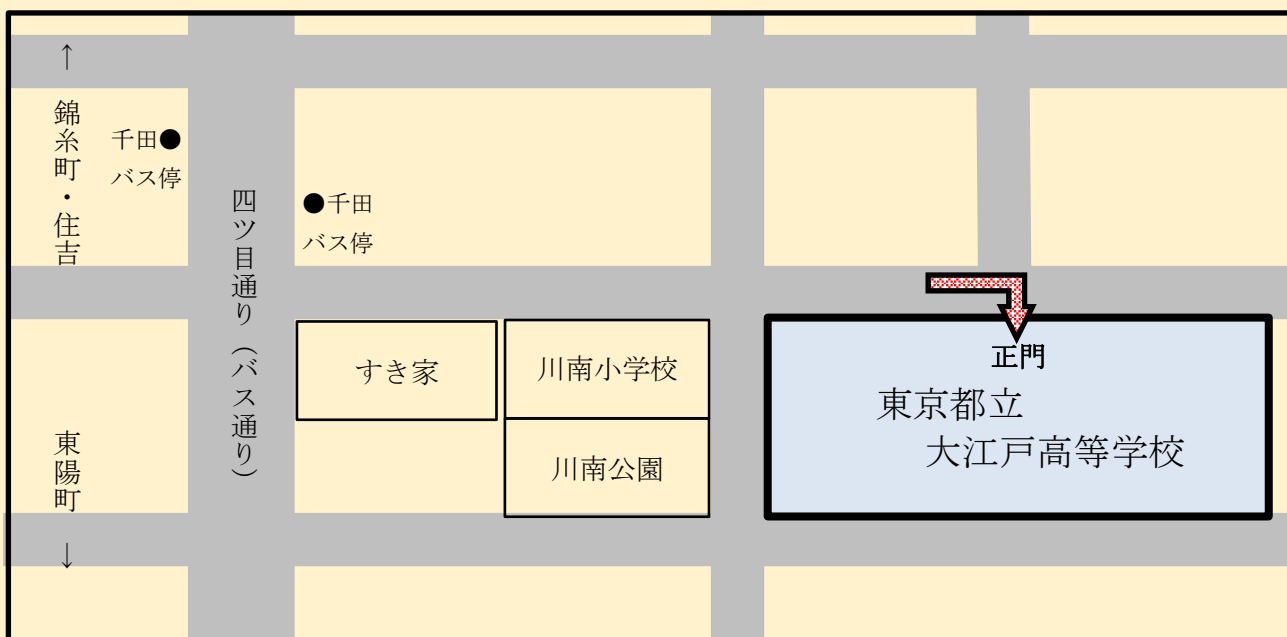 ↑
錦糸町・住吉
千田●
バス停
四ツ目通り（バス通り）
●千田
バス停
すき家
川南小学校
川南公園
正門
東京都立
大江戸高等学校
東陽町
↓